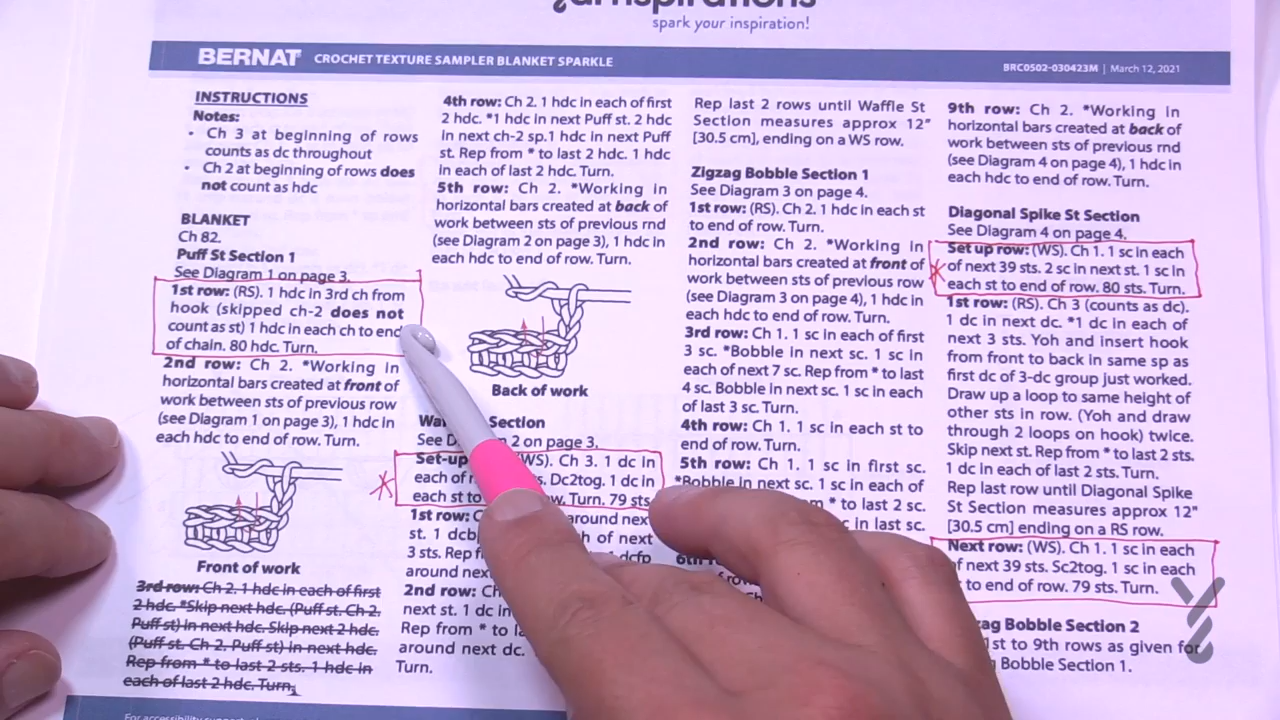 yarnspirations
spark your inspiration!
BERNAT CROCHET TEXTURE SAMPLER BLANKET SPARKLE
BRC0502-030423M | March 12, 2021
INSTRUCTIONS
Notes:
• Ch 3 at beginning of rows
counts as dc throughout
• Ch 2 at beginning of rows does
not count as hdc
BLANKET
Ch 82.
Puff St Section 1
See Diagram 1 on page 3.
1st row: (RS). 1 hdc in 3rd ch from
hook (skipped ch-2 does not
count as st) 1 hdc in each ch to end
of chain. 80 hdc. Turn.
2nd row: Ch 2. *Working in
horizontal bars created at front of
work between sts of previous row
(see Diagram 1 on page 3), 1 hdc in
each hdc to end of row. Turn.
Front of work
3rd row: Ch 2. 1 hdc in each of first
2 hdc. *Skip next hdc. (Puff st. Ch 2.
Puff st) in next hdc. Skip next 2 hdc.
(Puff st. Ch 2. Puff st) in next hdc.
Rep from * to last 2 sts. 1 hdc in
each of last 2 hdc. Turn.
For accessibility
4th row: Ch 2. 1 hdc in each of first
2 hdc. *1 hdc in next Puff st. 2 hdc
in next ch-2 sp.1 hdc in next Puff
st. Rep from * to last 2 hdc. 1 hdc
in each of last 2 hdc. Turn.
5th row: Ch 2. *Working in
horizontal bars created at back of
work between sts of previous rnd
(see Diagram 2 on page 3), 1 hdc in
each hdc to end of row. Turn.
Back of work
Section
See 2 on page 3.
Set-up (WS). Ch 3. 1 dc in
each of Dc2tog. 1 dc in
each st to Turn. 79 sts.
1st row: around next
st. 1 of next
3 sts. Rep 1 dcfp
around next
2nd row: Ch
next st. 1 dc in
Rep from * to
around next dc.
Turn.
Rep last 2 rows until Waffle St
Section measures approx 12"
[30.5 cm], ending on a WS row.
Zigzag Bobble Section 1
See Diagram 3 on page 4.
1st row: (RS). Ch 2. 1 hdc in each st
to end of row. Turn.
2nd row: Ch 2. *Working in
horizontal bars created at front of
work between sts of previous row
(see Diagram 3 on page 4), 1 hdc in
each hdc to end of row. Turn.
3rd row: Ch 1. 1 sc in each of first
3 sc. *Bobble in next sc. 1 sc in
each of next 7 sc. Rep from * to last
4 sc. Bobble in next sc. 1 sc in each
of last 3 sc. Turn.
4th row: Ch 1. 1 sc in each st to
end of row. Turn.
5th row: Ch 1. 1 sc in first sc.
*Bobble in next sc. 1 sc in each of
* to last 2 sc.
in last sc.
9th row: Ch 2. *Working in
horizontal bars created at back of
work between sts of previous rnd
(see Diagram 4 on page 4), 1 hdc in
each hdc to end of row. Turn.
Diagonal Spike St Section
See Diagram 4 on page 4.
Set up row: (WS). Ch 1. 1 sc in each
of next 39 sts. 2 sc in next st. 1 sc in
each st to end of row. 80 sts. Turn.
1st row: (RS). Ch 3 (counts as dc).
1 dc in next dc. *1 dc in each of
next 3 sts. Yoh and insert hook
from front to back in same sp as
first dc of 3-dc group just worked.
Draw up a loop to same height of
other sts in row. (Yoh and draw
through 2 loops on hook) twice.
Skip next st. Rep from * to last 2 sts.
1 dc in each of last 2 sts. Turn.
Rep last row until Diagonal Spike
St Section measures approx 12"
[30.5 cm] ending on a RS row.
Next row: (WS). Ch 1. 1 sc in each
of next 39 sts. Sc2tog. 1 sc in each
to end of row. 79 sts. Turn.
Bobble Section 2
1st to 9th rows as given for
Bobble Section 1.